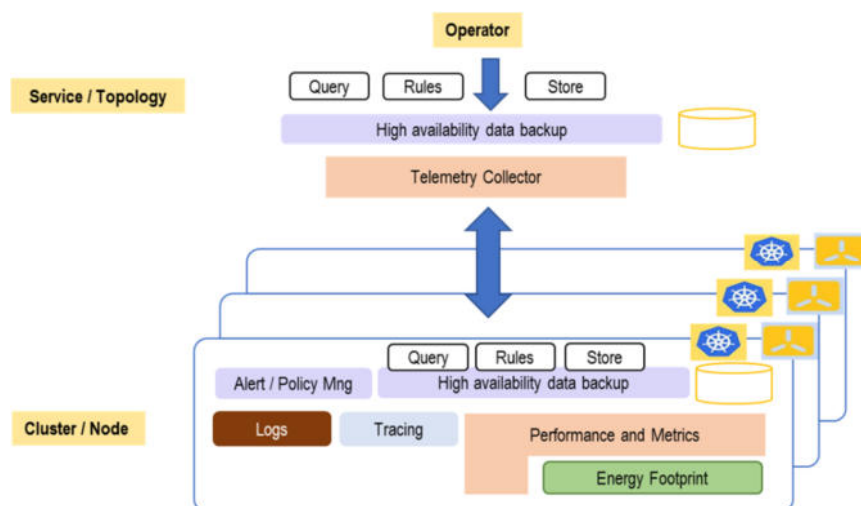 Operator
Query
Rules
Store
Service / Topology
High availability data backup
Telemetry Collector
Query
Rules
Store
Alert / Policy Mng
High availability data backup
Cluster / Node
Logs
Tracing
Performance and Metrics
Energy Footprint